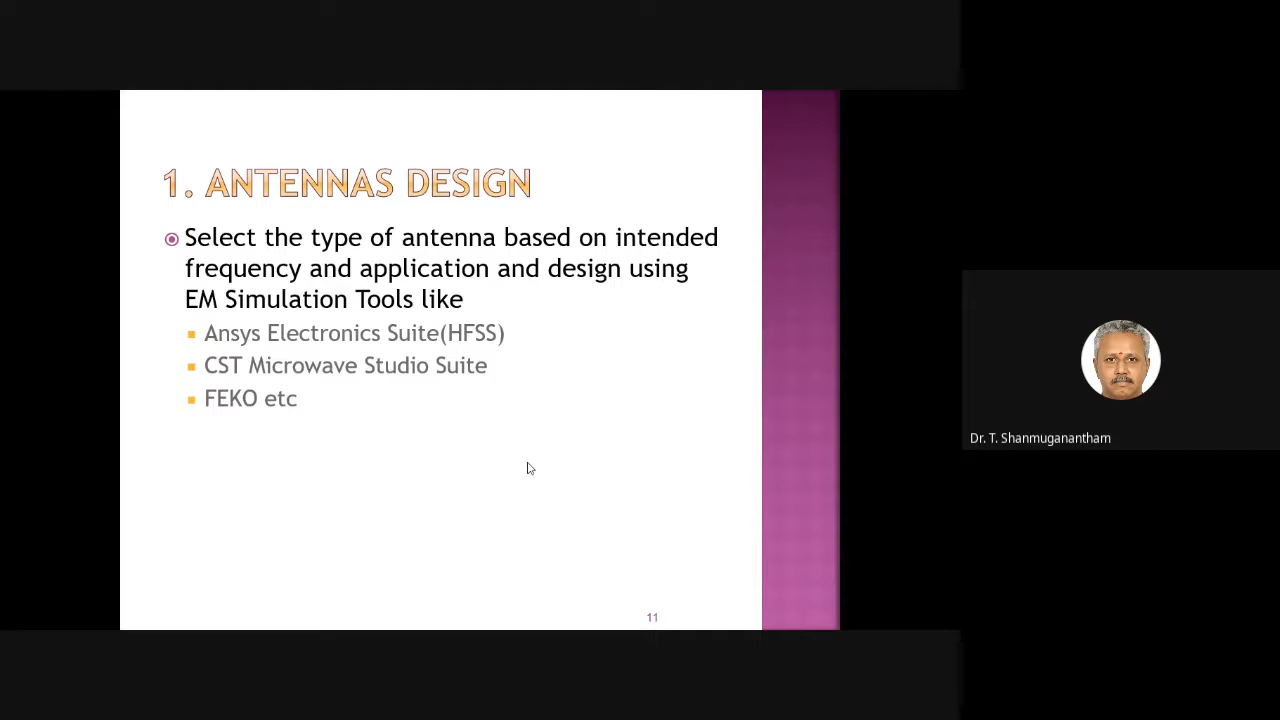 1. ANTENNAS DESIGN
Select the type of antenna based on intended
frequency and application and design using
EM Simulation Tools like
Ansys Electronics Suite(HFSS)
CST Microwave Studio Suite
FEKO etc
11
Dr. T. Shanmuganantham